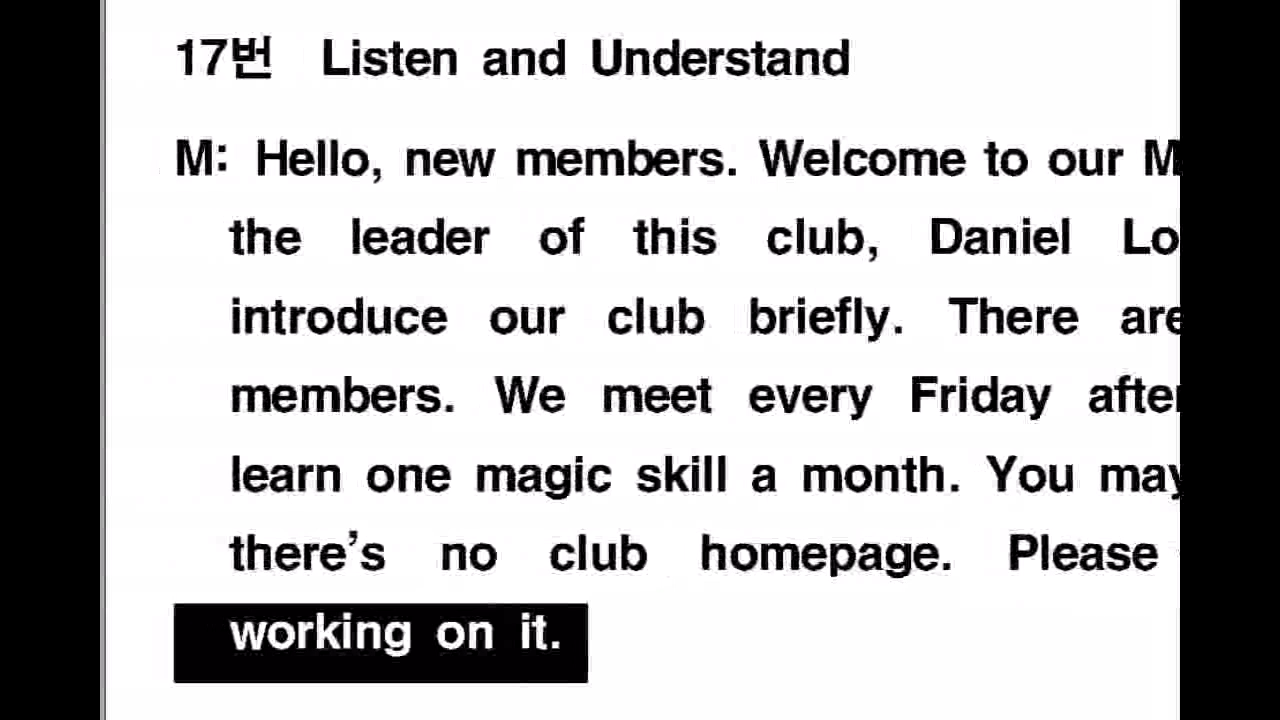 17번 Listen and Understand
M: Hello, new members. Welcome to our
the leader of this club, Daniel
introduce our club briefly. There are
members. We meet every Friday
learn one magic skill a month. You may
there's no club homepage. Please
working on it.